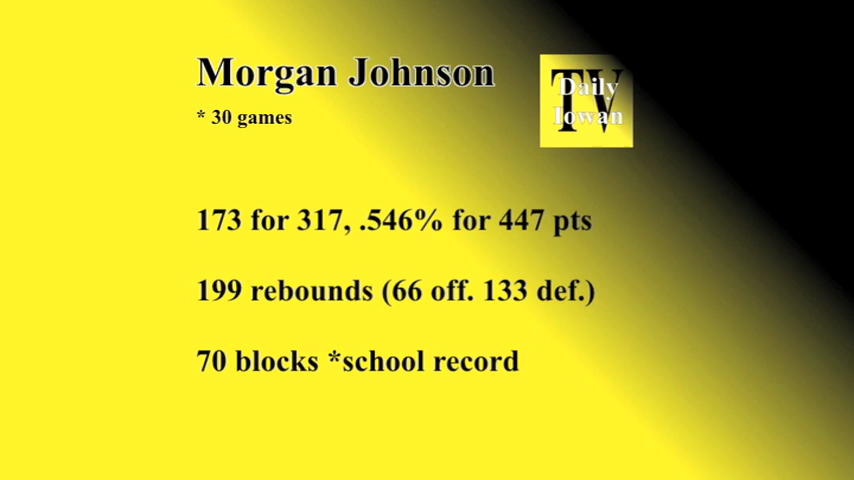 Morgan Johnson
* 30 games
TV
Daily
Iowan
173 for 317, .546% for 447 pts
199 rebounds (66 off. 133 def.)
70 blocks *school record